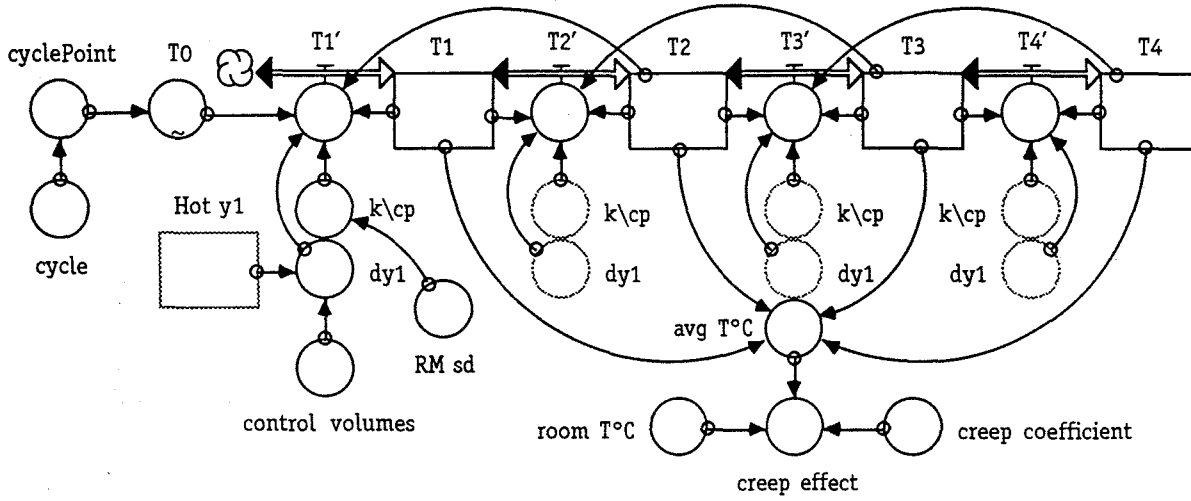 cyclePoint
T0
T1′
T1
T2′
T2
T3′
T3
T4′
T4
~
Hot y1
k\cp
k\cp
k\cp
k\cp
cycle
dy1
dy1
dy1
dy1
RM sd
avg T°C
control volumes
room T°C
creep coefficient
creep effect